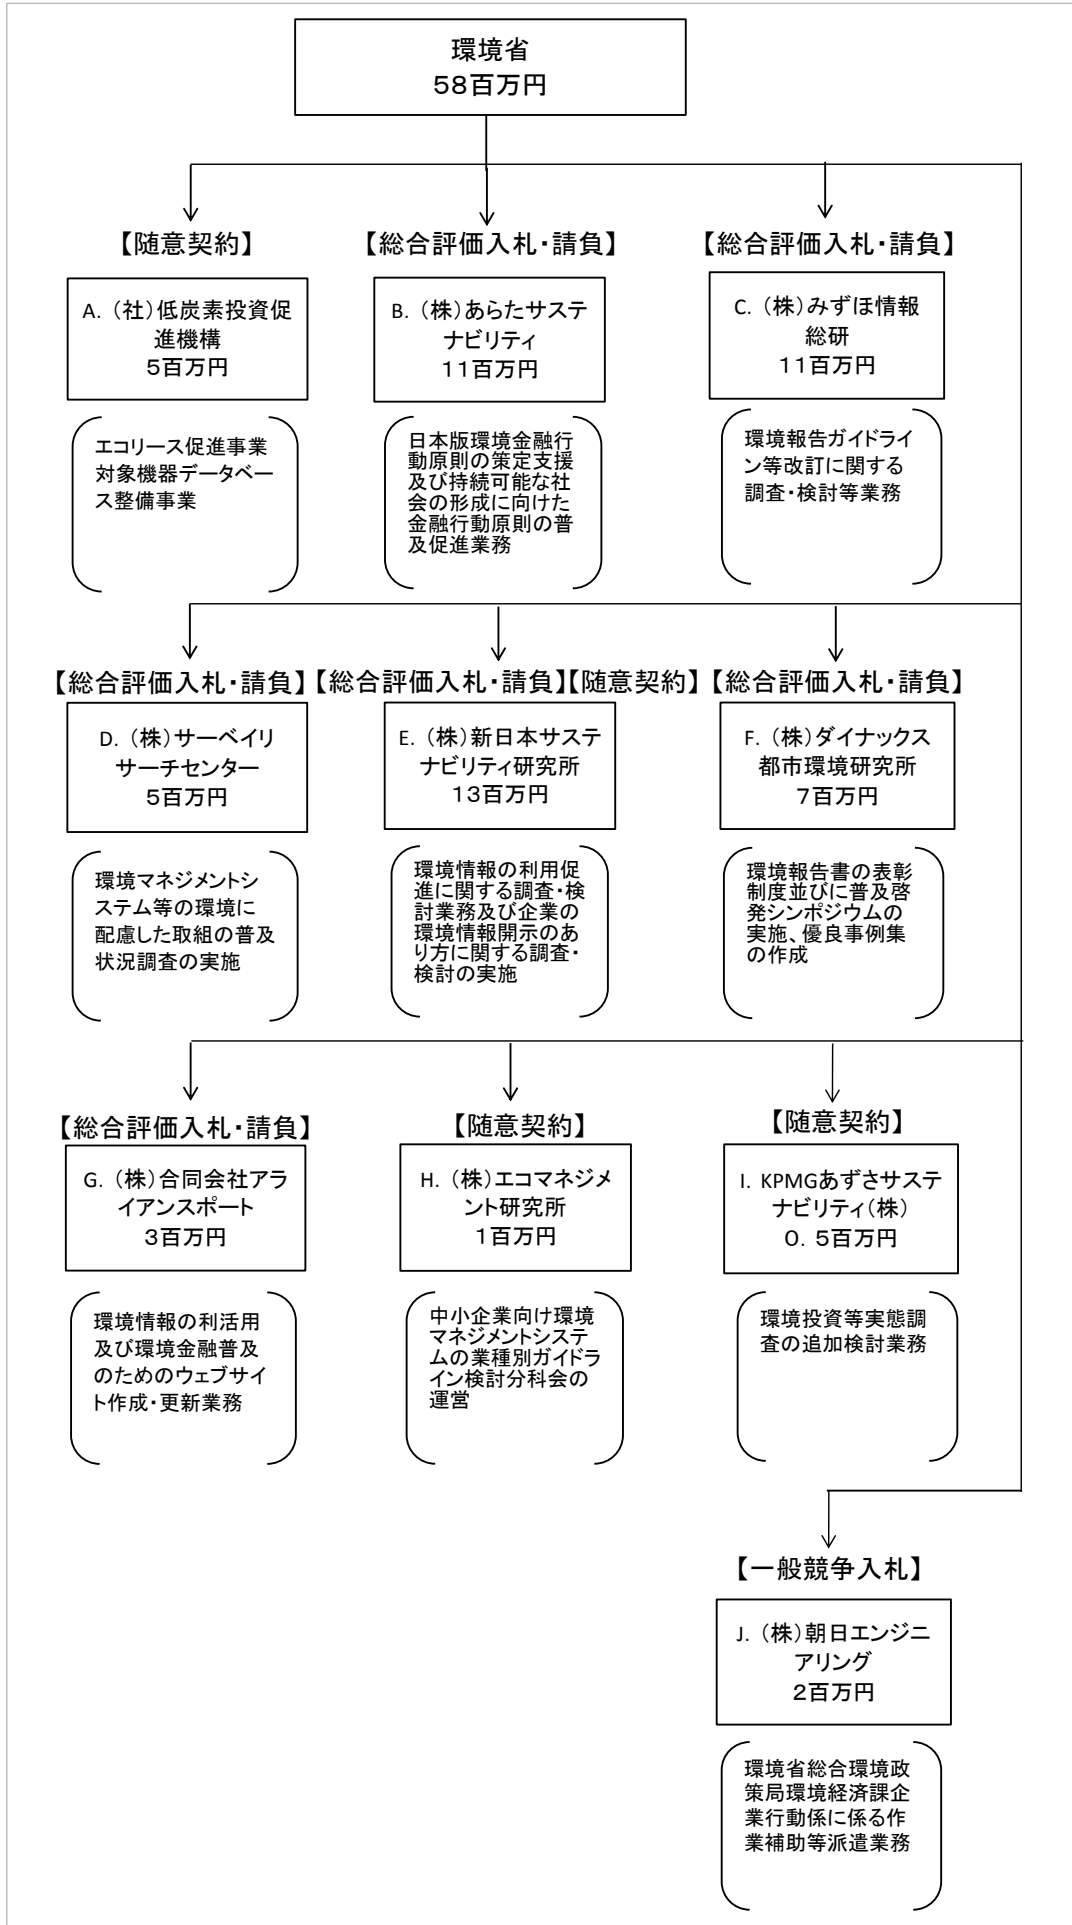 環境省
58百万円
【随意契約】
【総合評価入札・請負】
【総合評価入札・請負】
A.（社）低炭素投資促
進機構
5百万円
B.（株）あらたサステ
ナビリティ
11百万円
C.（株）みずほ情報
総研
11百万円
エコリース促進事業
対象機器データベー
ス整備事業
日本版環境金融行
動原則の策定支援
及び持続可能な社
会の形成に向けた
金融行動原則の普
及促進業務
環境報告ガイドライ
ン等改訂に関する
調査・検討等業務
【総合評価入札・請負】
【総合評価入札・請負】【随意契約】
【総合評価入札・請負】
D.（株）サーベイリ
サーチセンター
5百万円
E.（株）新日本サステ
ナビリティ研究所
13百万円
F.（株）ダイナックス
都市環境研究所
7百万円
環境マネジメントシ
ステム等の環境に
配慮した取組の普及
状況調査の実施
環境情報の利用促
進に関する調査・検
討業務及び企業の
環境情報開示のあ
り方に関する調査・
検討の実施
環境報告書の表彰
制度並びに普及啓
発シンポジウムの
実施、優良事例集
の作成
【総合評価入札・請負】
【随意契約】
【随意契約】
G.（株）合同会社アラ
イアンスポート
3百万円
H.（株）エコマネジメ
ント研究所
1百万円
I. KPMGあずさサステ
ナビリティ（株）
0．5百万円
環境情報の利活用
及び環境金融普及
のためのウェブサイ
ト作成・更新業務
中小企業向け環境
マネジメントシステ
ムの業種別ガイドラ
イン検討分科会の
運営
環境投資等実態調
査の追加検討業務
【一般競争入札】
J.（株）朝日エンジニ
アリング
2百万円
環境省総合環境政
策局環境経済課企
業行動係に係る作
業補助等派遣業務